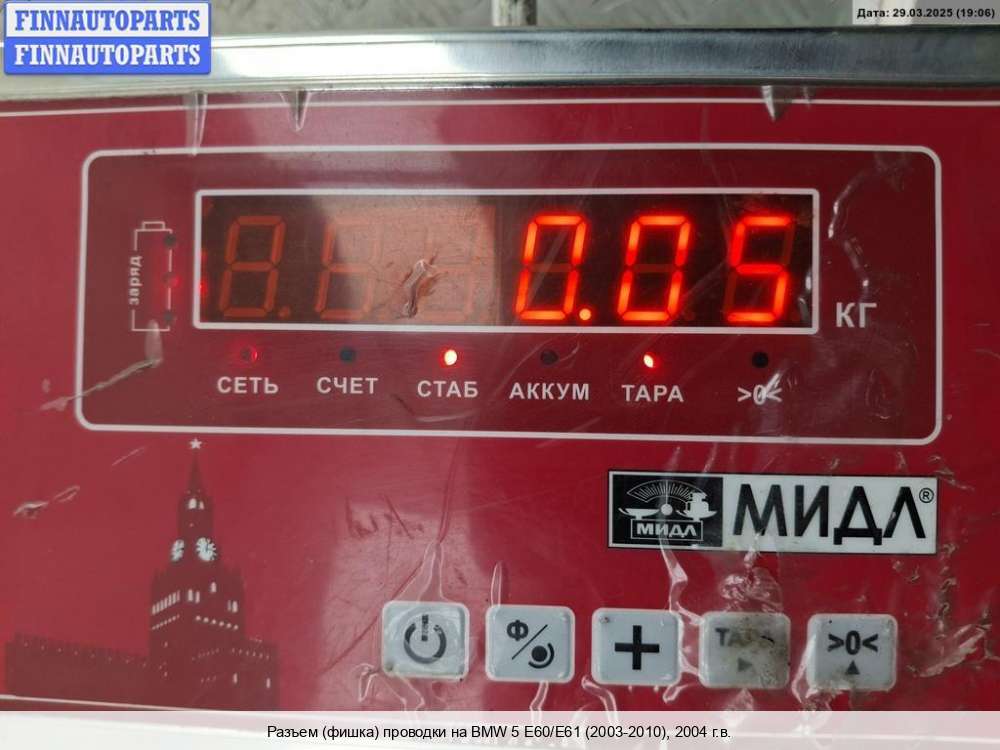 FINNAUTOPARTS
FINNAUTOPARTS
Дата: 29.03.2025 (19:06)
заряд
0.05
КГ
СЕТЬ СЧЕТ СТАБ АККУМ ТАРА >0<
МИДЛ МИДЛ®
Ф
+
>0<
Разъем (фишка) проводки на BMW 5 E60/E61 (2003-2010), 2004 г.в.